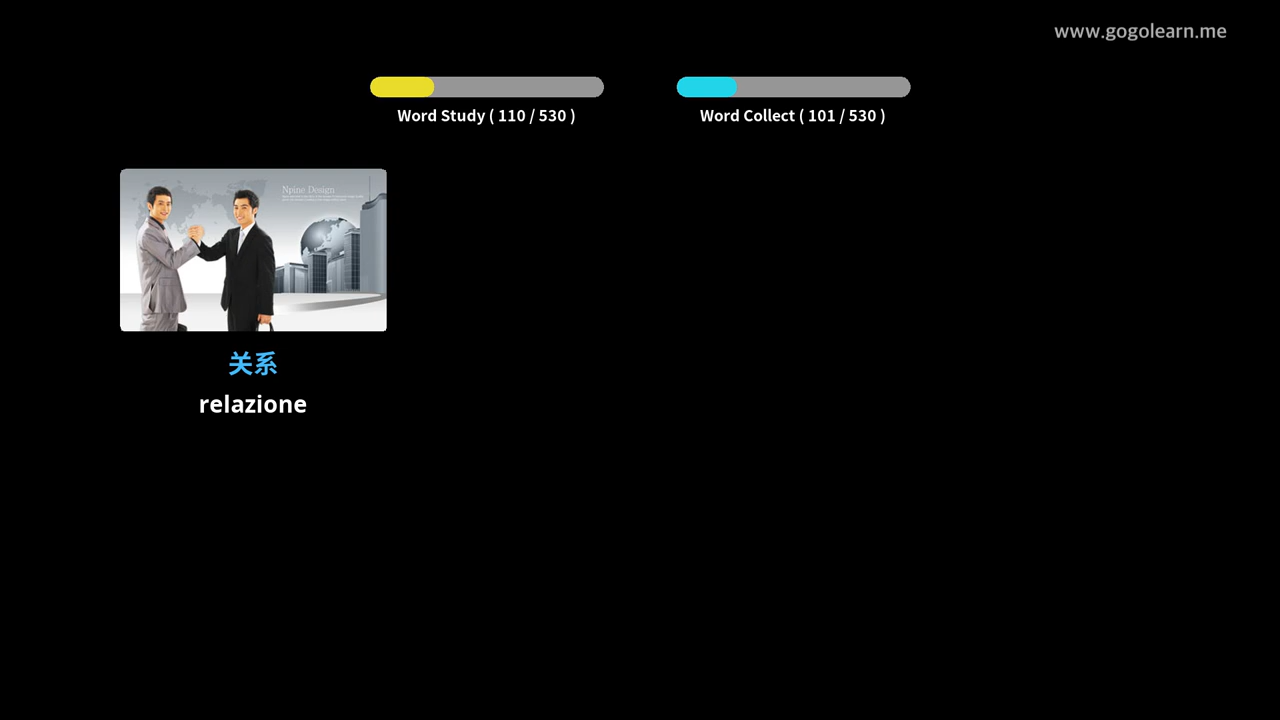 www.gogolearn.me
Word Study ( 110 / 530 )
Word Collect ( 101 / 530 )
Npine Design
关系
relazione